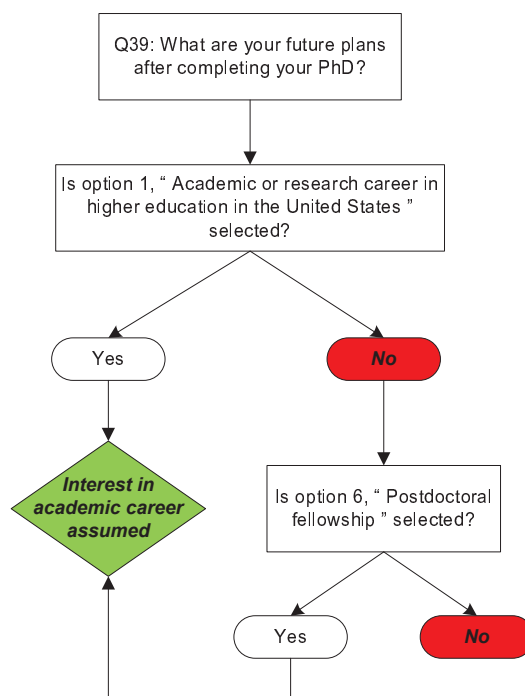 Q39: What are your future plans
after completing your PhD?
Is option 1, “ Academic or research career in
higher education in the United States ”
selected?
Yes
No
Interest in
academic career
assumed
Is option 6, “ Postdoctoral
fellowship ” selected?
Yes
No